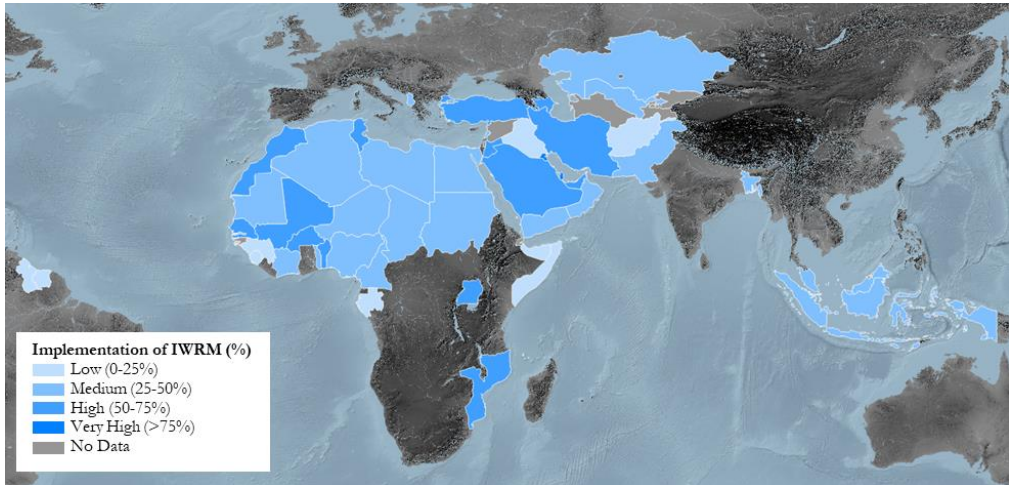 Implementation of IWRM (%)
Low (0-25%)
Medium (25-50%)
High (50-75%)
Very High (>75%)
No Data